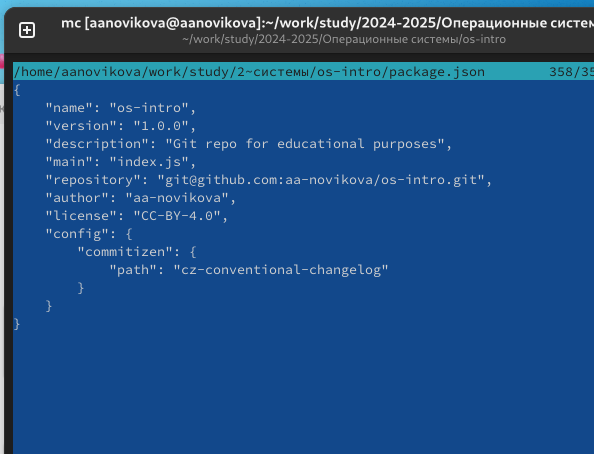 mc [aanovikova@aanovikova]:~/work/study/2024-2025/Операционные систем
~/work/study/2024-2025/Операционные системы/os-intro
/home/aanovikova/work/study/2~системы/os-intro/package.json 358/35
{
    "name": "os-intro",
    "version": "1.0.0",
    "description": "Git repo for educational purposes",
    "main": "index.js",
    "repository": "git@github.com:aa-novikova/os-intro.git",
    "author": "aa-novikova",
    "license": "CC-BY-4.0",
    "config": {
        "commitizen": {
            "path": "cz-conventional-changelog"
        }
    }
}